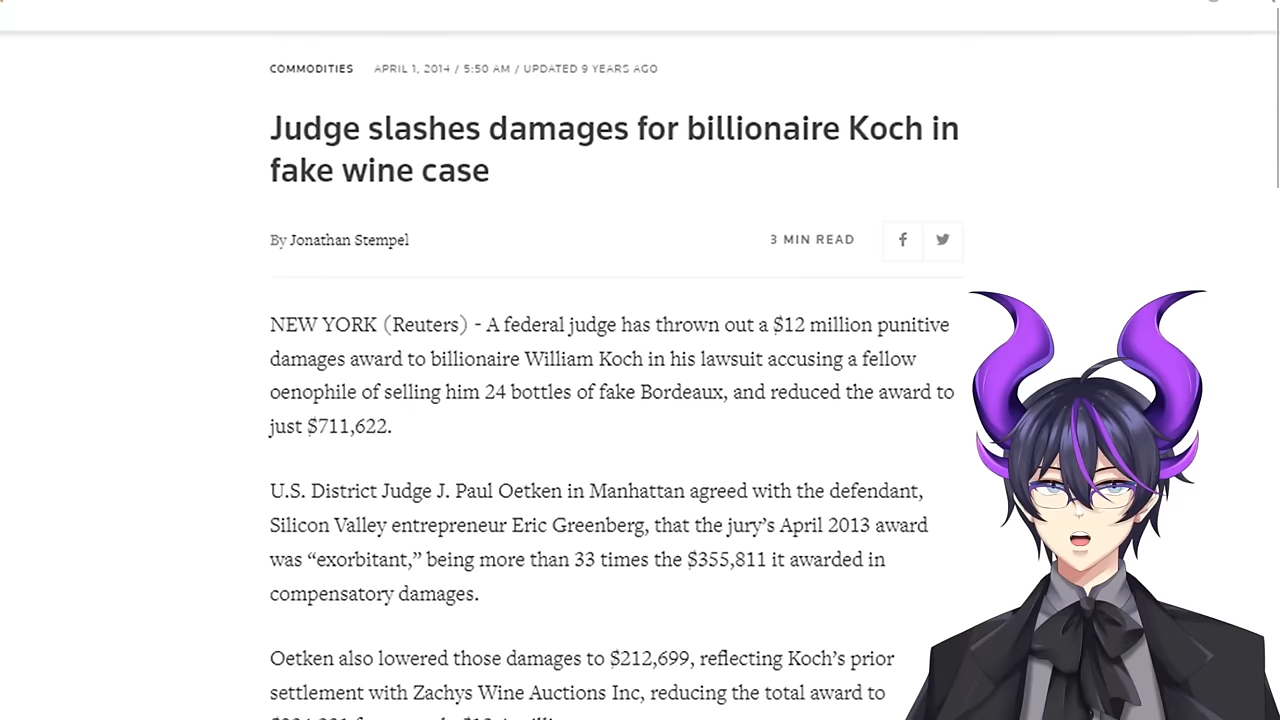 COMMODITIES APRIL 1, 2014 / 5:50 AM / UPDATED 9 YEARS AGO
Judge slashes damages for billionaire Koch in
fake wine case
By Jonathan Stempel 3 MIN READ
NEW YORK (Reuters) - A federal judge has thrown out a $12 million punitive
damages award to billionaire William Koch in his lawsuit accusing a fellow
oenophile of selling him 24 bottles of fake Bordeaux, and reduced the award to
just $711,622.
U.S. District Judge J. Paul Oetken in Manhattan agreed with the defendant,
Silicon Valley entrepreneur Eric Greenberg, that the jury’s April 2013 award
was “exorbitant,” being more than 33 times the $355,811 it awarded in
compensatory damages.
Oetken also lowered those damages to $212,699, reflecting Koch’s prior
settlement with Zachys Wine Auctions Inc, reducing the total award to